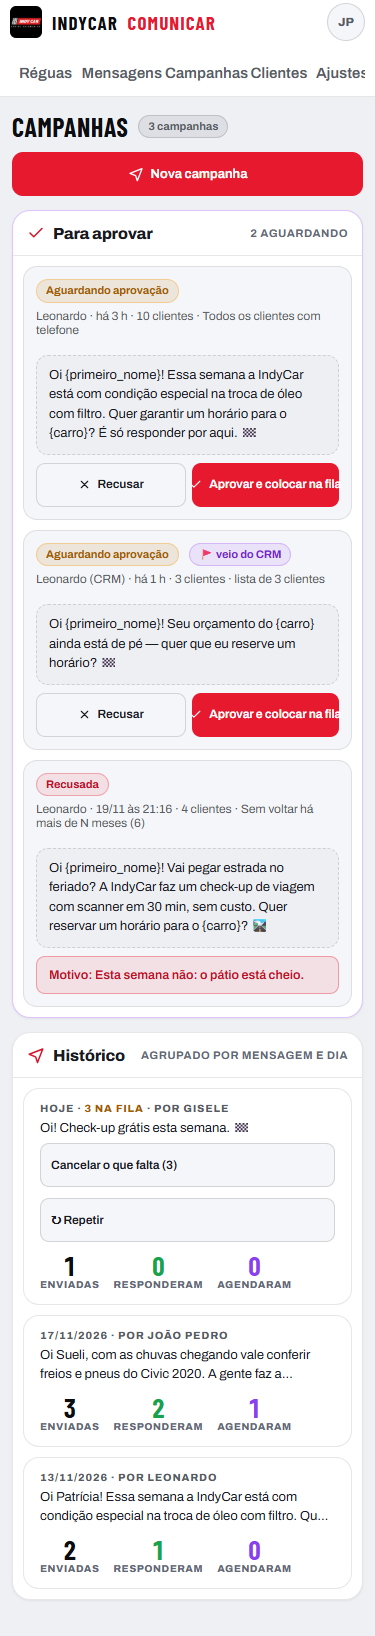 INDYCAR COMUNICAR
JP
Réguas Mensagens Campanhas Clientes Ajustes
CAMPANHAS 3 campanhas
Nova campanha
Para aprovar 2 AGUARDANDO
Aguardando aprovação
Leonardo · há 3 h · 10 clientes · Todos os clientes com
telefone
Oi {primeiro_nome}! Essa semana a IndyCar
está com condição especial na troca de óleo
com filtro. Quer garantir um horário para o
{carro}? É só responder por aqui.
Recusar
Aprovar e colocar na fila
Aguardando aprovação veio do CRM
Leonardo (CRM) · há 1 h · 3 clientes · lista de 3 clientes
Oi {primeiro_nome}! Seu orçamento do {carro}
ainda está de pé — quer que eu reserve um
horário?
Recusar
Aprovar e colocar na fila
Recusada
Leonardo · 19/11 às 21:16 · 4 clientes · Sem voltar há
mais de N meses (6)
Oi {primeiro_nome}! Vai pegar estrada no
feriado? A IndyCar faz um check-up de viagem
com scanner em 30 min, sem custo. Quer
reservar um horário para o {carro}?
Motivo: Esta semana não: o pátio está cheio.
Histórico AGRUPADO POR MENSAGEM E DIA
HOJE · 3 NA FILA · POR GISELE
Oi! Check-up grátis esta semana.
Cancelar o que falta (3)
↻ Repetir
1 0 0
ENVIADAS RESPONDERAM AGENDARAM
17/11/2026 · POR JOÃO PEDRO
Oi Sueli, com as chuvas chegando vale conferir
freios e pneus do Civic 2020. A gente faz a...
3 2 1
ENVIADAS RESPONDERAM AGENDARAM
13/11/2026 · POR LEONARDO
Oi Patrícia! Essa semana a IndyCar está com
condição especial na troca de óleo com filtro. Qu...
2 1 0
ENVIADAS RESPONDERAM AGENDARAM